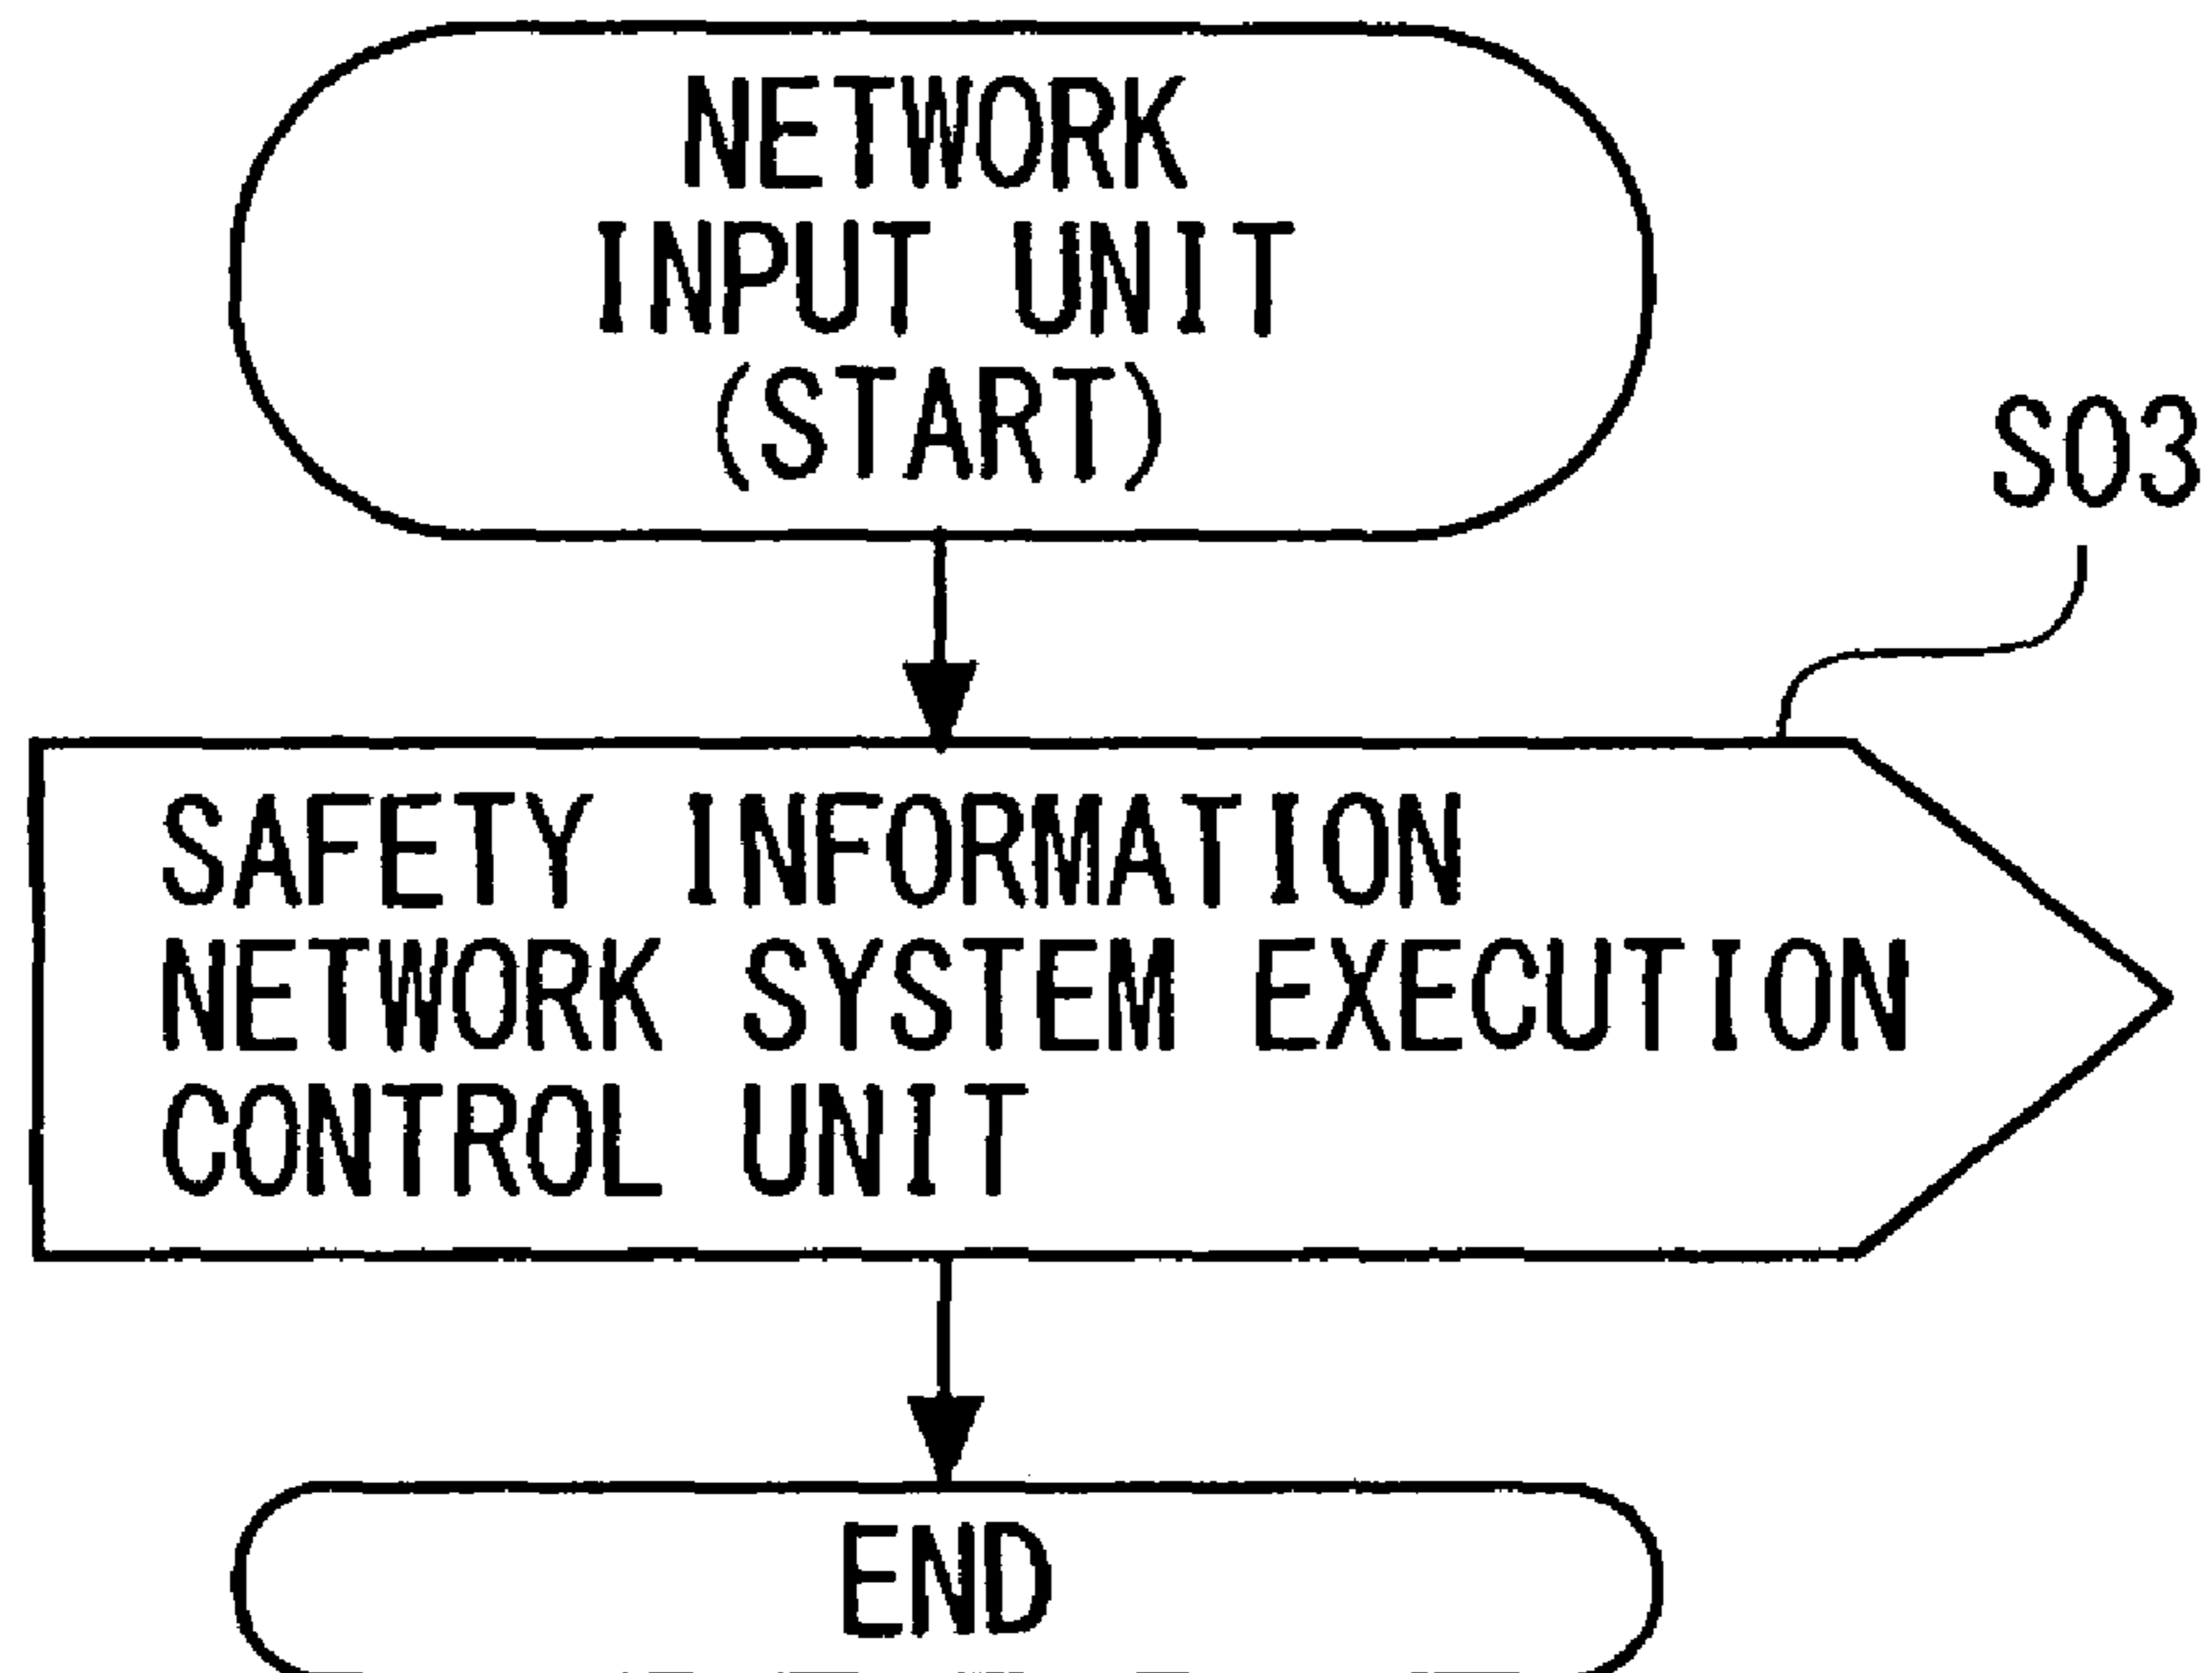 NETWORK
INPUT UNIT
(START)
S03
SAFETY INFORMATION
NETWORK SYSTEM EXECUTION
CONTROL UNIT
END